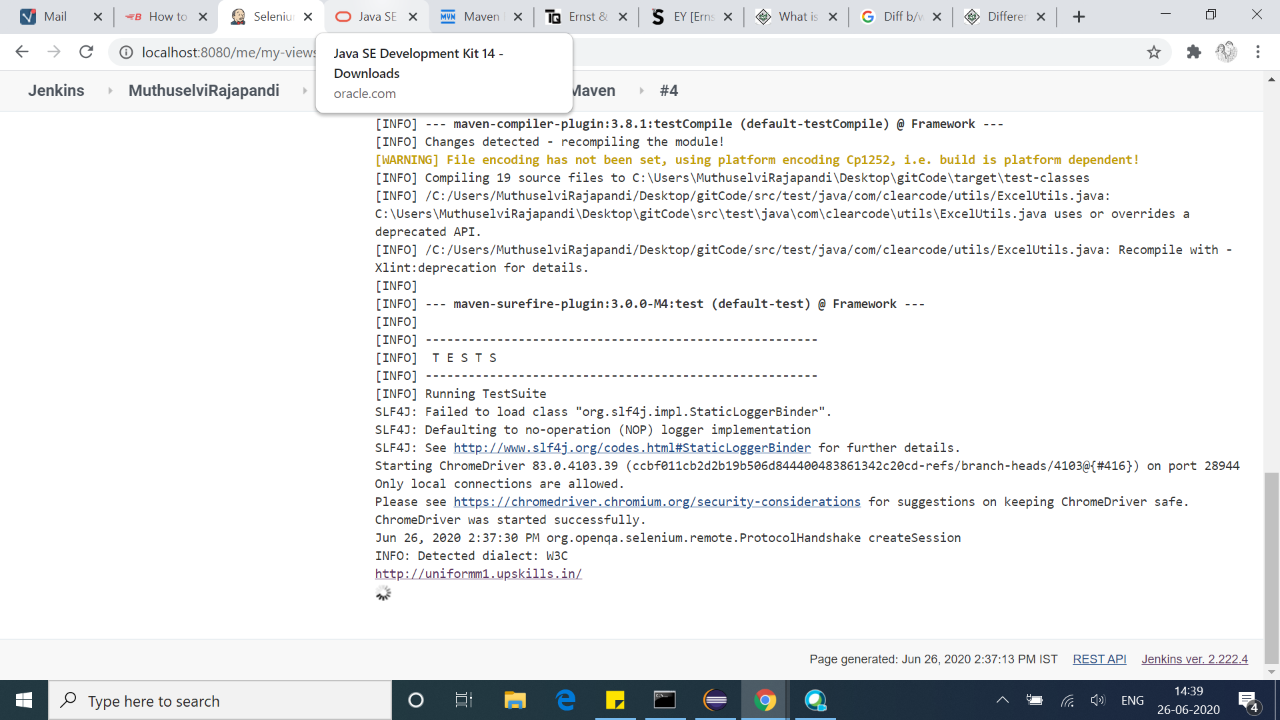 Mail
How to
Seleniu
Java SE
Maven
Ernst &
EY [Erns
What is
Diff b/w
Differen
localhost:8080/me/my-views
Java SE Development Kit 14 -
Downloads
oracle.com
Jenkins
MuthuselviRajapandi
Maven
#4
[INFO] --- maven-compiler-plugin:3.8.1:testCompile (default-testCompile) @ Framework ---
[INFO] Changes detected - recompiling the module!
[WARNING] File encoding has not been set, using platform encoding Cp1252, i.e. build is platform dependent!
[INFO] Compiling 19 source files to C:\Users\MuthuselviRajapandi\Desktop\gitCode\target\test-classes
[INFO] /C:/Users/MuthuselviRajapandi/Desktop/gitCode/src/test/java/com/clearcode/utils/ExcelUtils.java:
C:\Users\MuthuselviRajapandi\Desktop\gitCode\src\test\java\com\clearcode\utils\ExcelUtils.java uses or overrides a
deprecated API.
[INFO] /C:/Users/MuthuselviRajapandi/Desktop/gitCode/src/test/java/com/clearcode/utils/ExcelUtils.java: Recompile with -
Xlint:deprecation for details.
[INFO]
[INFO] --- maven-surefire-plugin:3.0.0-M4:test (default-test) @ Framework ---
[INFO]
[INFO] -------------------------------------------------------
[INFO]  T E S T S
[INFO] -------------------------------------------------------
[INFO] Running TestSuite
SLF4J: Failed to load class "org.slf4j.impl.StaticLoggerBinder".
SLF4J: Defaulting to no-operation (NOP) logger implementation
SLF4J: See http://www.slf4j.org/codes.html#StaticLoggerBinder for further details.
Starting ChromeDriver 83.0.4103.39 (ccbf011cb2d2b19b506d844400483861342c20cd-refs/branch-heads/4103@{#416}) on port 28944
Only local connections are allowed.
Please see https://chromedriver.chromium.org/security-considerations for suggestions on keeping ChromeDriver safe.
ChromeDriver was started successfully.
Jun 26, 2020 2:37:30 PM org.openqa.selenium.remote.ProtocolHandshake createSession
INFO: Detected dialect: W3C
http://uniformm1.upskills.in/
Page generated: Jun 26, 2020 2:37:13 PM IST
REST API
Jenkins ver. 2.222.4
Type here to search
ENG
14:39
26-06-2020
4